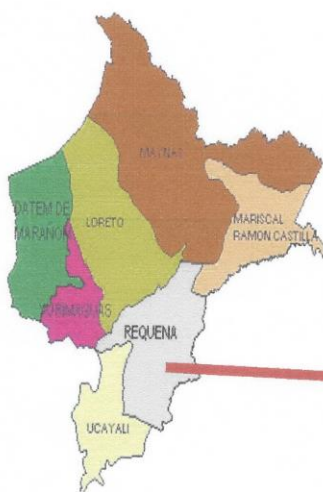 MAYNAS
DATEM DE
MARAÑON
LORETO
MARISCAL
RAMON CASTILLA
YURIMAGUAS
REQUENA
UCAYALI